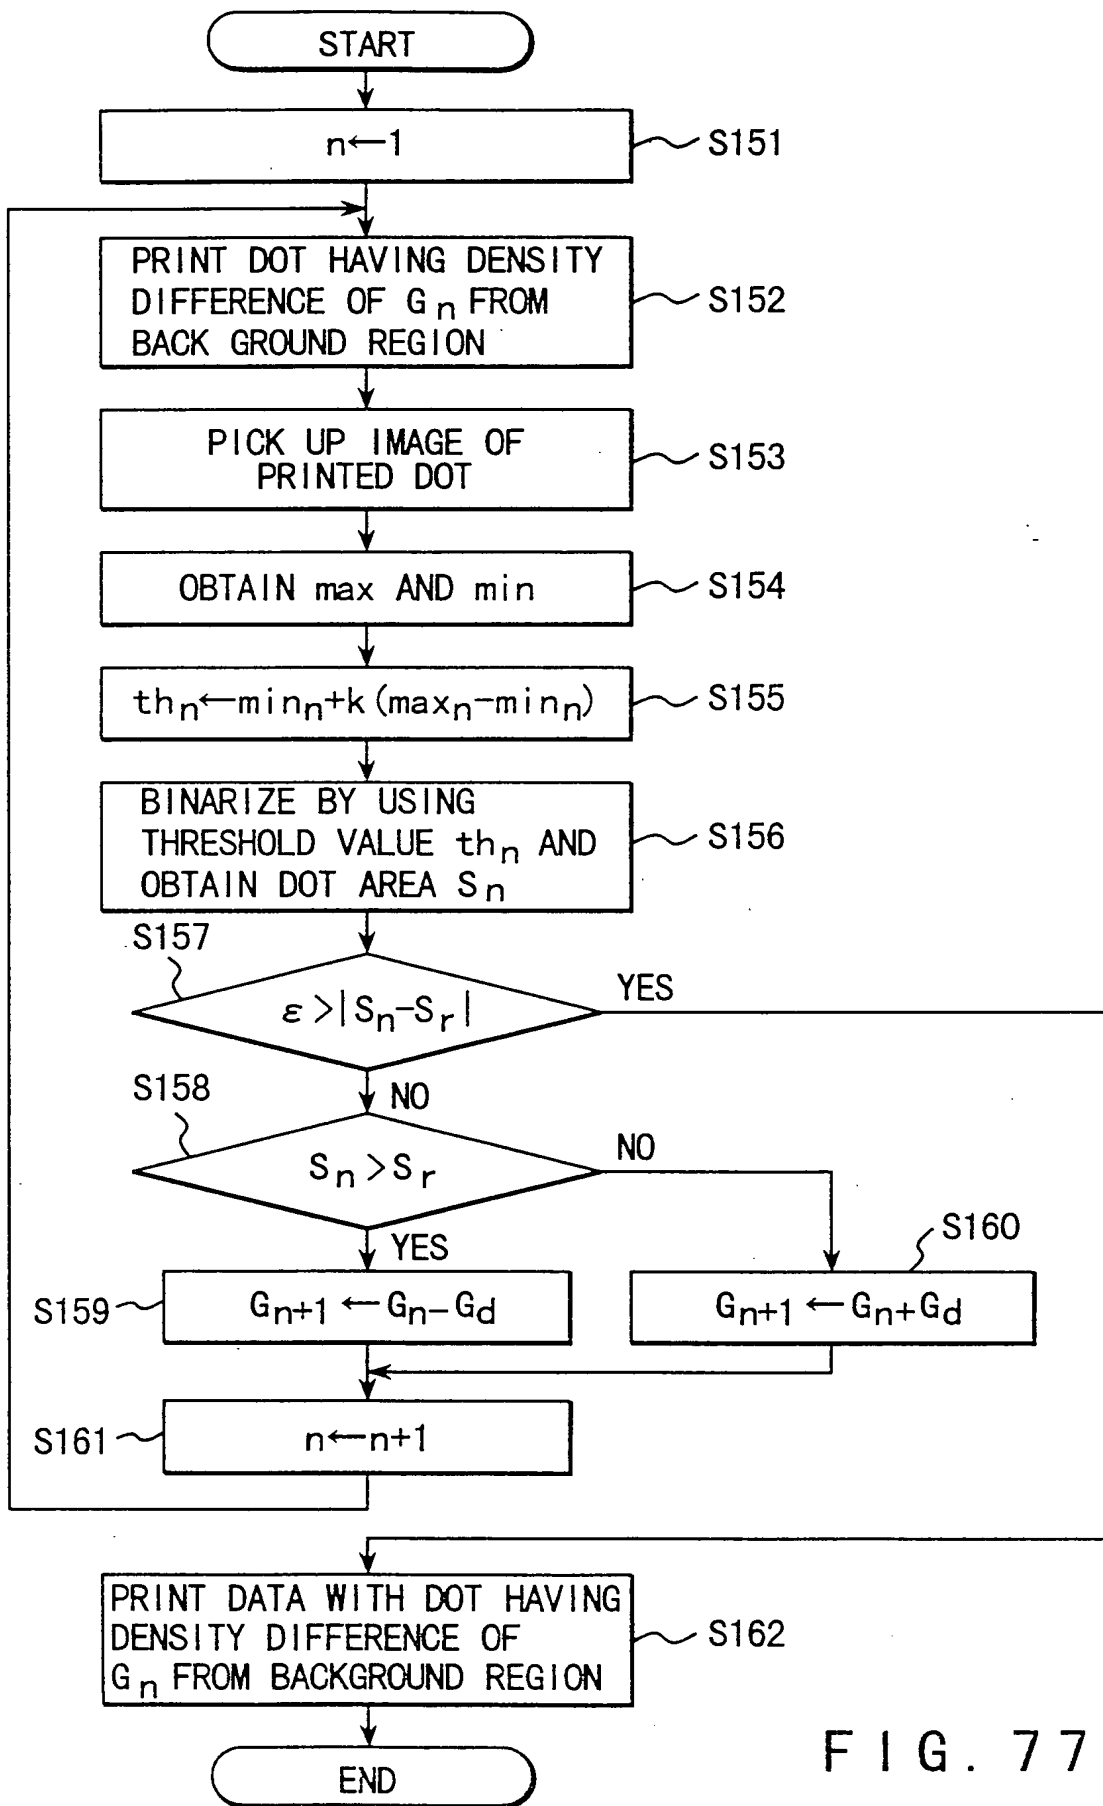 START
n←1
S151
PRINT DOT HAVING DENSITY
DIFFERENCE OF Gn FROM
BACK GROUND REGION
S152
PICK UP IMAGE OF
PRINTED DOT
S153
OBTAIN max AND min
S154
thn←minn+k(maxn-minn)
S155
BINARIZE BY USING
THRESHOLD VALUE thn AND
OBTAIN DOT AREA Sn
S156
S157
ε>|Sn-Sr|
YES
NO
S158
Sn>Sr
NO
YES
S159
Gn+1 ← Gn-Gd
S160
Gn+1 ← Gn+Gd
S161
n←n+1
PRINT DATA WITH DOT HAVING
DENSITY DIFFERENCE OF
Gn FROM BACKGROUND REGION
S162
END
FIG. 77